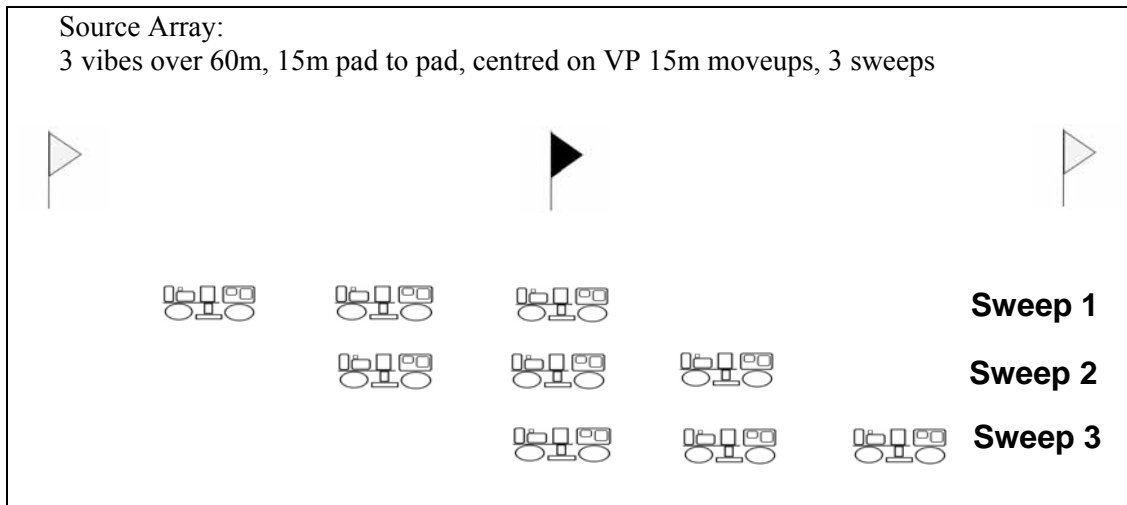 Source Array:
3 vibes over 60m, 15m pad to pad, centred on VP 15m moveups, 3 sweeps
Sweep 1
Sweep 2
Sweep 3